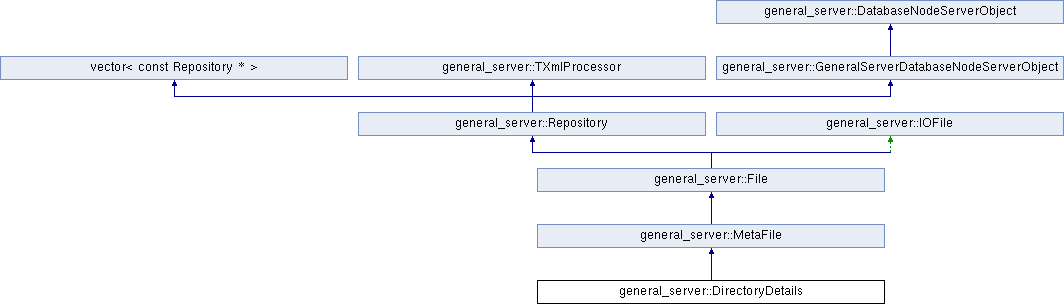 general_server::DatabaseNodeServerObject
vector< const Repository * >
general_server::TXmlProcessor
general_server::GeneralServerDatabaseNodeServerObject
general_server::Repository
general_server::IOFile
general_server::File
general_server::MetaFile
general_server::DirectoryDetails